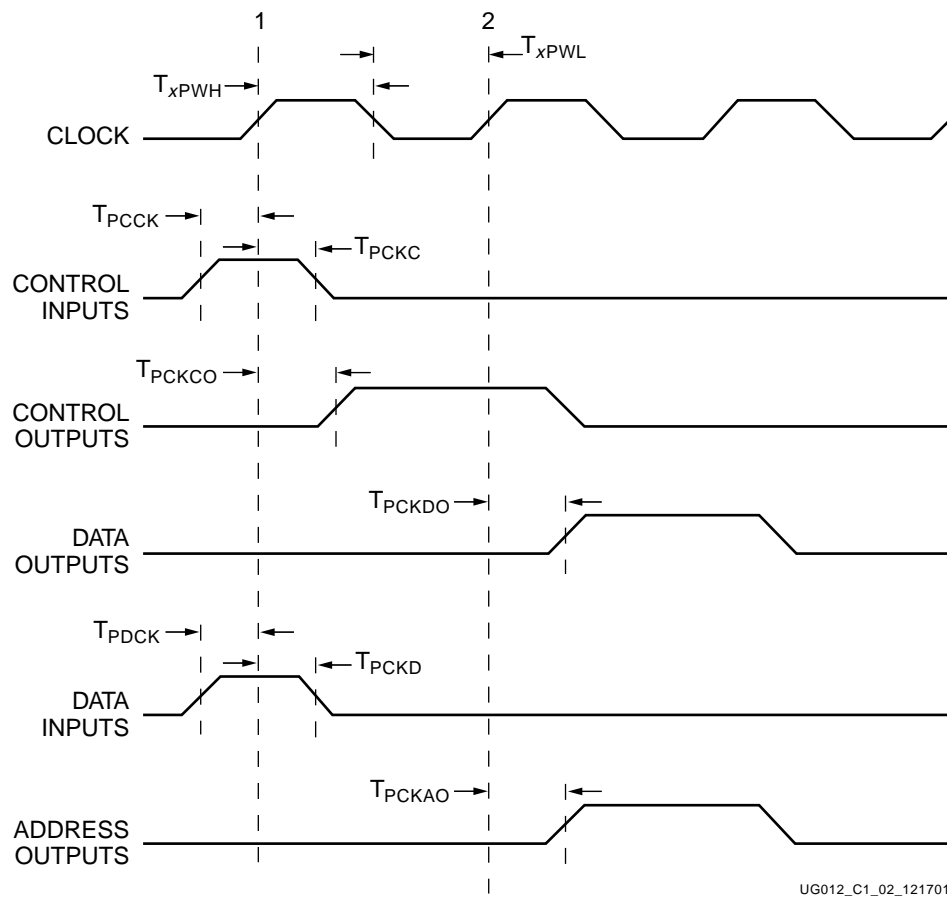 1 2
TxPWL
TxPWH
CLOCK
TPCCK
TPCKC
CONTROL
INPUTS
TPCKCO
CONTROL
OUTPUTS
TPCKDO
DATA
OUTPUTS
TPDCK
TPCKD
DATA
INPUTS
TPCKAO
ADDRESS
OUTPUTS
UG012_C1_02_121701